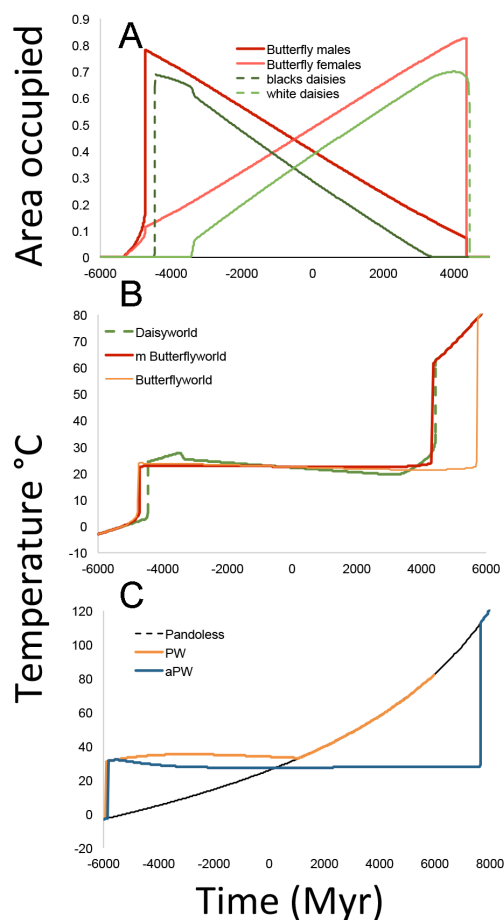 A
Area occupied
0.9
0.8
0.7
0.6
0.5
0.4
0.3
0.2
0.1
0
Butterfly males
Butterfly females
blacks daisies
white daisies
-6000 -4000 -2000 0 2000 4000
B
Temperature °C
80
70
60
50
40
30
20
10
0
-10
Daisyworld
m Butterflyworld
Butterflyworld
-6000 -4000 -2000 0 2000 4000 6000
C
120
100
80
60
40
20
0
-20
Pandoless
PW
aPW
-6000 -4000 -2000 0 2000 4000 6000 8000
Time (Myr)